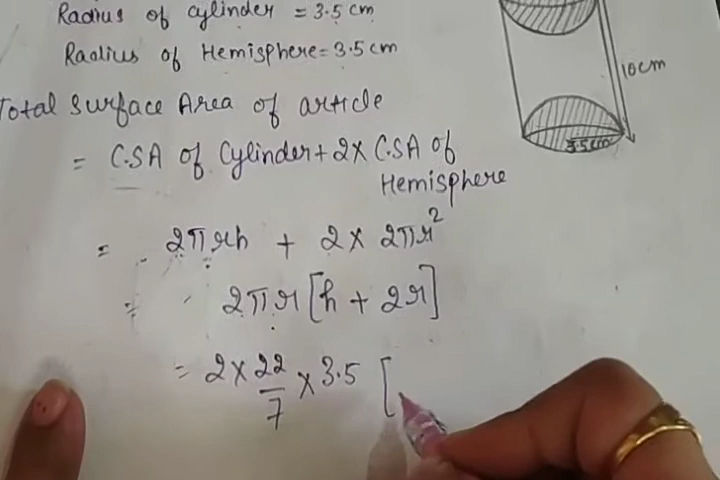 Radius of cylinder = 3.5 cm
Radius of Hemisphere = 3.5 cm
Total Surface Area of article
= C.S.A of Cylinder + 2 × C.S.A of
Hemisphere
= 2πrh + 2 × 2πr²
= 2πr [h + 2r]
= 2 × 22/7 × 3.5 [
10cm
3.5cm